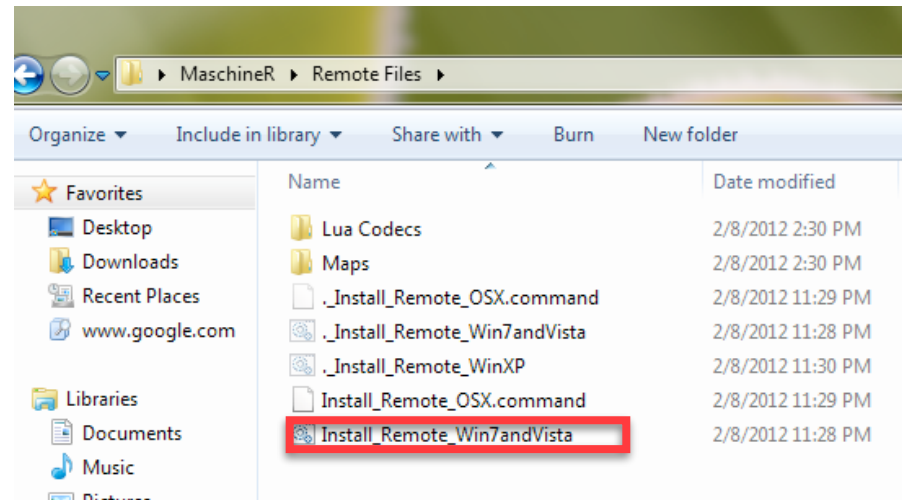 MaschineR Remote Files
Organize Include in library Share with Burn New folder
Favorites
Desktop
Downloads
Recent Places
www.google.com
Libraries
Documents
Music
Pictures
Name Date modified
Lua Codecs 2/8/2012 2:30 PM
Maps 2/8/2012 2:30 PM
._Install_Remote_OSX.command 2/8/2012 11:29 PM
._Install_Remote_Win7andVista 2/8/2012 11:28 PM
._Install_Remote_WinXP 2/8/2012 11:30 PM
Install_Remote_OSX.command 2/8/2012 11:29 PM
Install_Remote_Win7andVista 2/8/2012 11:28 PM